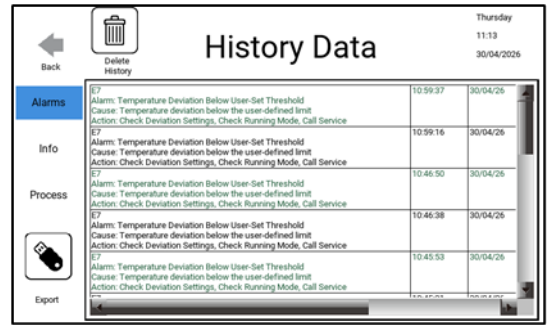 Thursday
11:13
30/04/2026
History Data
Back
Delete
History
Alarms
Info
Process
Export
E7 10:59:37 30/04/26
Alarm: Temperature Deviation Below User-Set Threshold
Cause: Temperature deviation below the user-defined limit
Action: Check Deviation Settings, Check Running Mode, Call Service
E7 10:59:16 30/04/26
Alarm: Temperature Deviation Below User-Set Threshold
Cause: Temperature deviation below the user-defined limit
Action: Check Deviation Settings, Check Running Mode, Call Service
E7 10:46:50 30/04/26
Alarm: Temperature Deviation Below User-Set Threshold
Cause: Temperature deviation below the user-defined limit
Action: Check Deviation Settings, Check Running Mode, Call Service
E7 10:46:38 30/04/26
Alarm: Temperature Deviation Below User-Set Threshold
Cause: Temperature deviation below the user-defined limit
Action: Check Deviation Settings, Check Running Mode, Call Service
E7 10:45:53 30/04/26
Alarm: Temperature Deviation Below User-Set Threshold
Cause: Temperature deviation below the user-defined limit
Action: Check Deviation Settings, Check Running Mode, Call Service